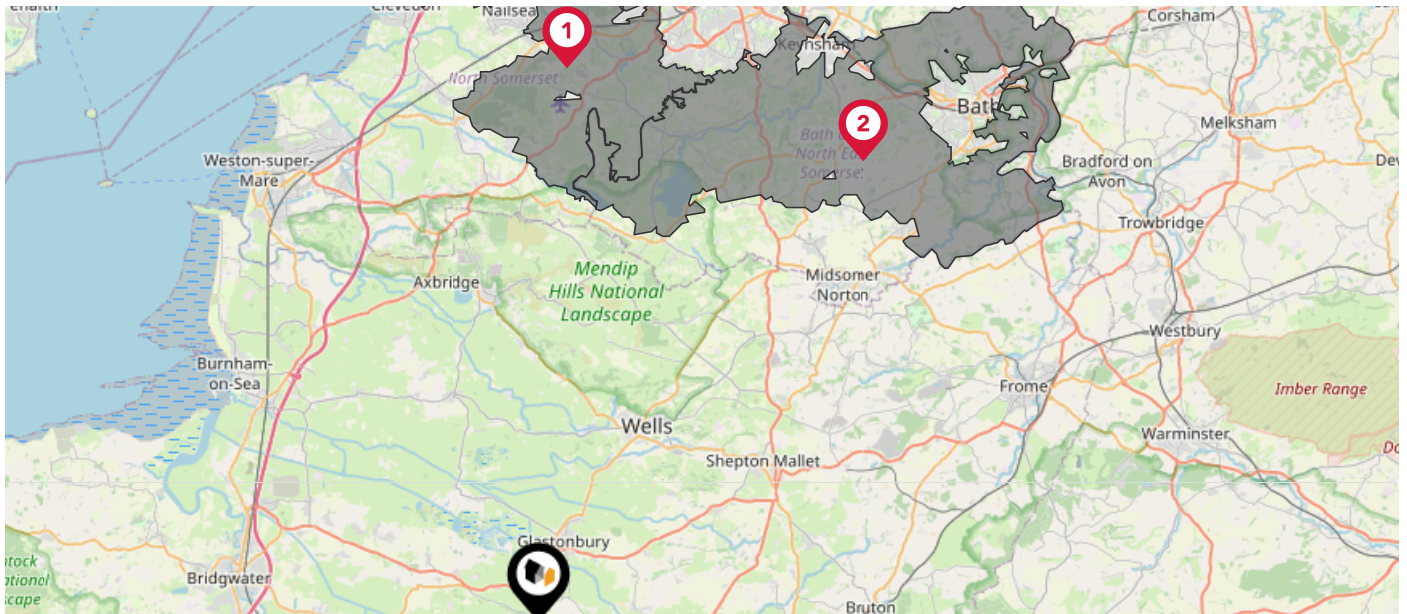 Clevedon
Nailsea
Corsham
1
Keynsham
North Somerset
Bath
2
Melksham
Bath
North Ea
Somerset
Weston-super-
Mare
Bradford on
Avon
Trowbridge
Axbridge
Mendip
Hills National
Landscape
Midsomer
Norton
Westbury
Burnham-
on-Sea
Frome
Imber Range
Wells
Warminster
Shepton Mallet
Glastonbury
Bridgwater
Bruton